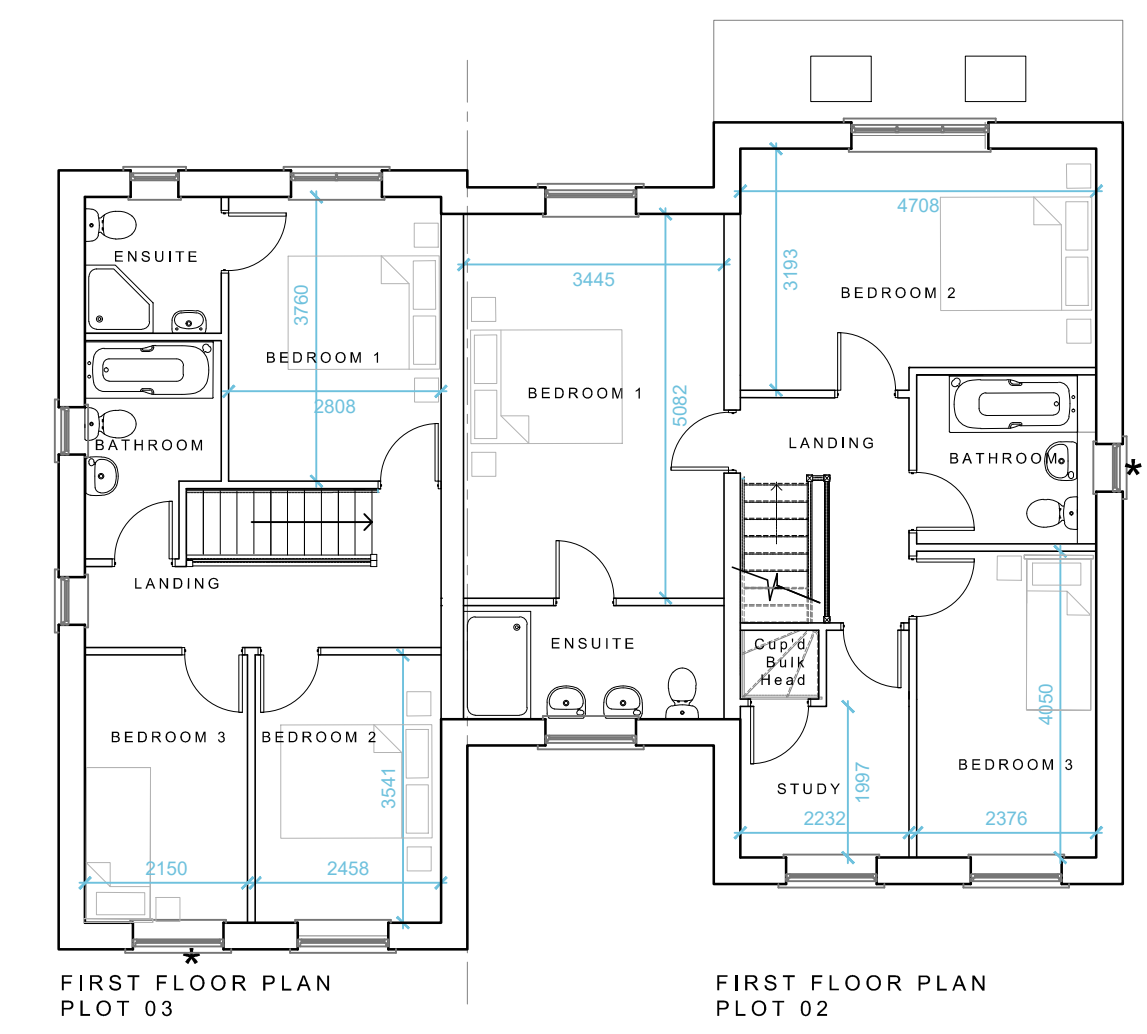 4708
ENSUITE
3445
3193
BEDROOM 2
3760
BEDROOM 1
BEDROOM 1
2808
5082
BATHROOM
LANDING
BATHROOM
*
LANDING
ENSUITE
Cup'd
Bulk
Head
4050
BEDROOM 3
BEDROOM 2
3541
STUDY
1997
BEDROOM 3
2232
2376
2150
2458
*
FIRST FLOOR PLAN
PLOT 03
FIRST FLOOR PLAN
PLOT 02